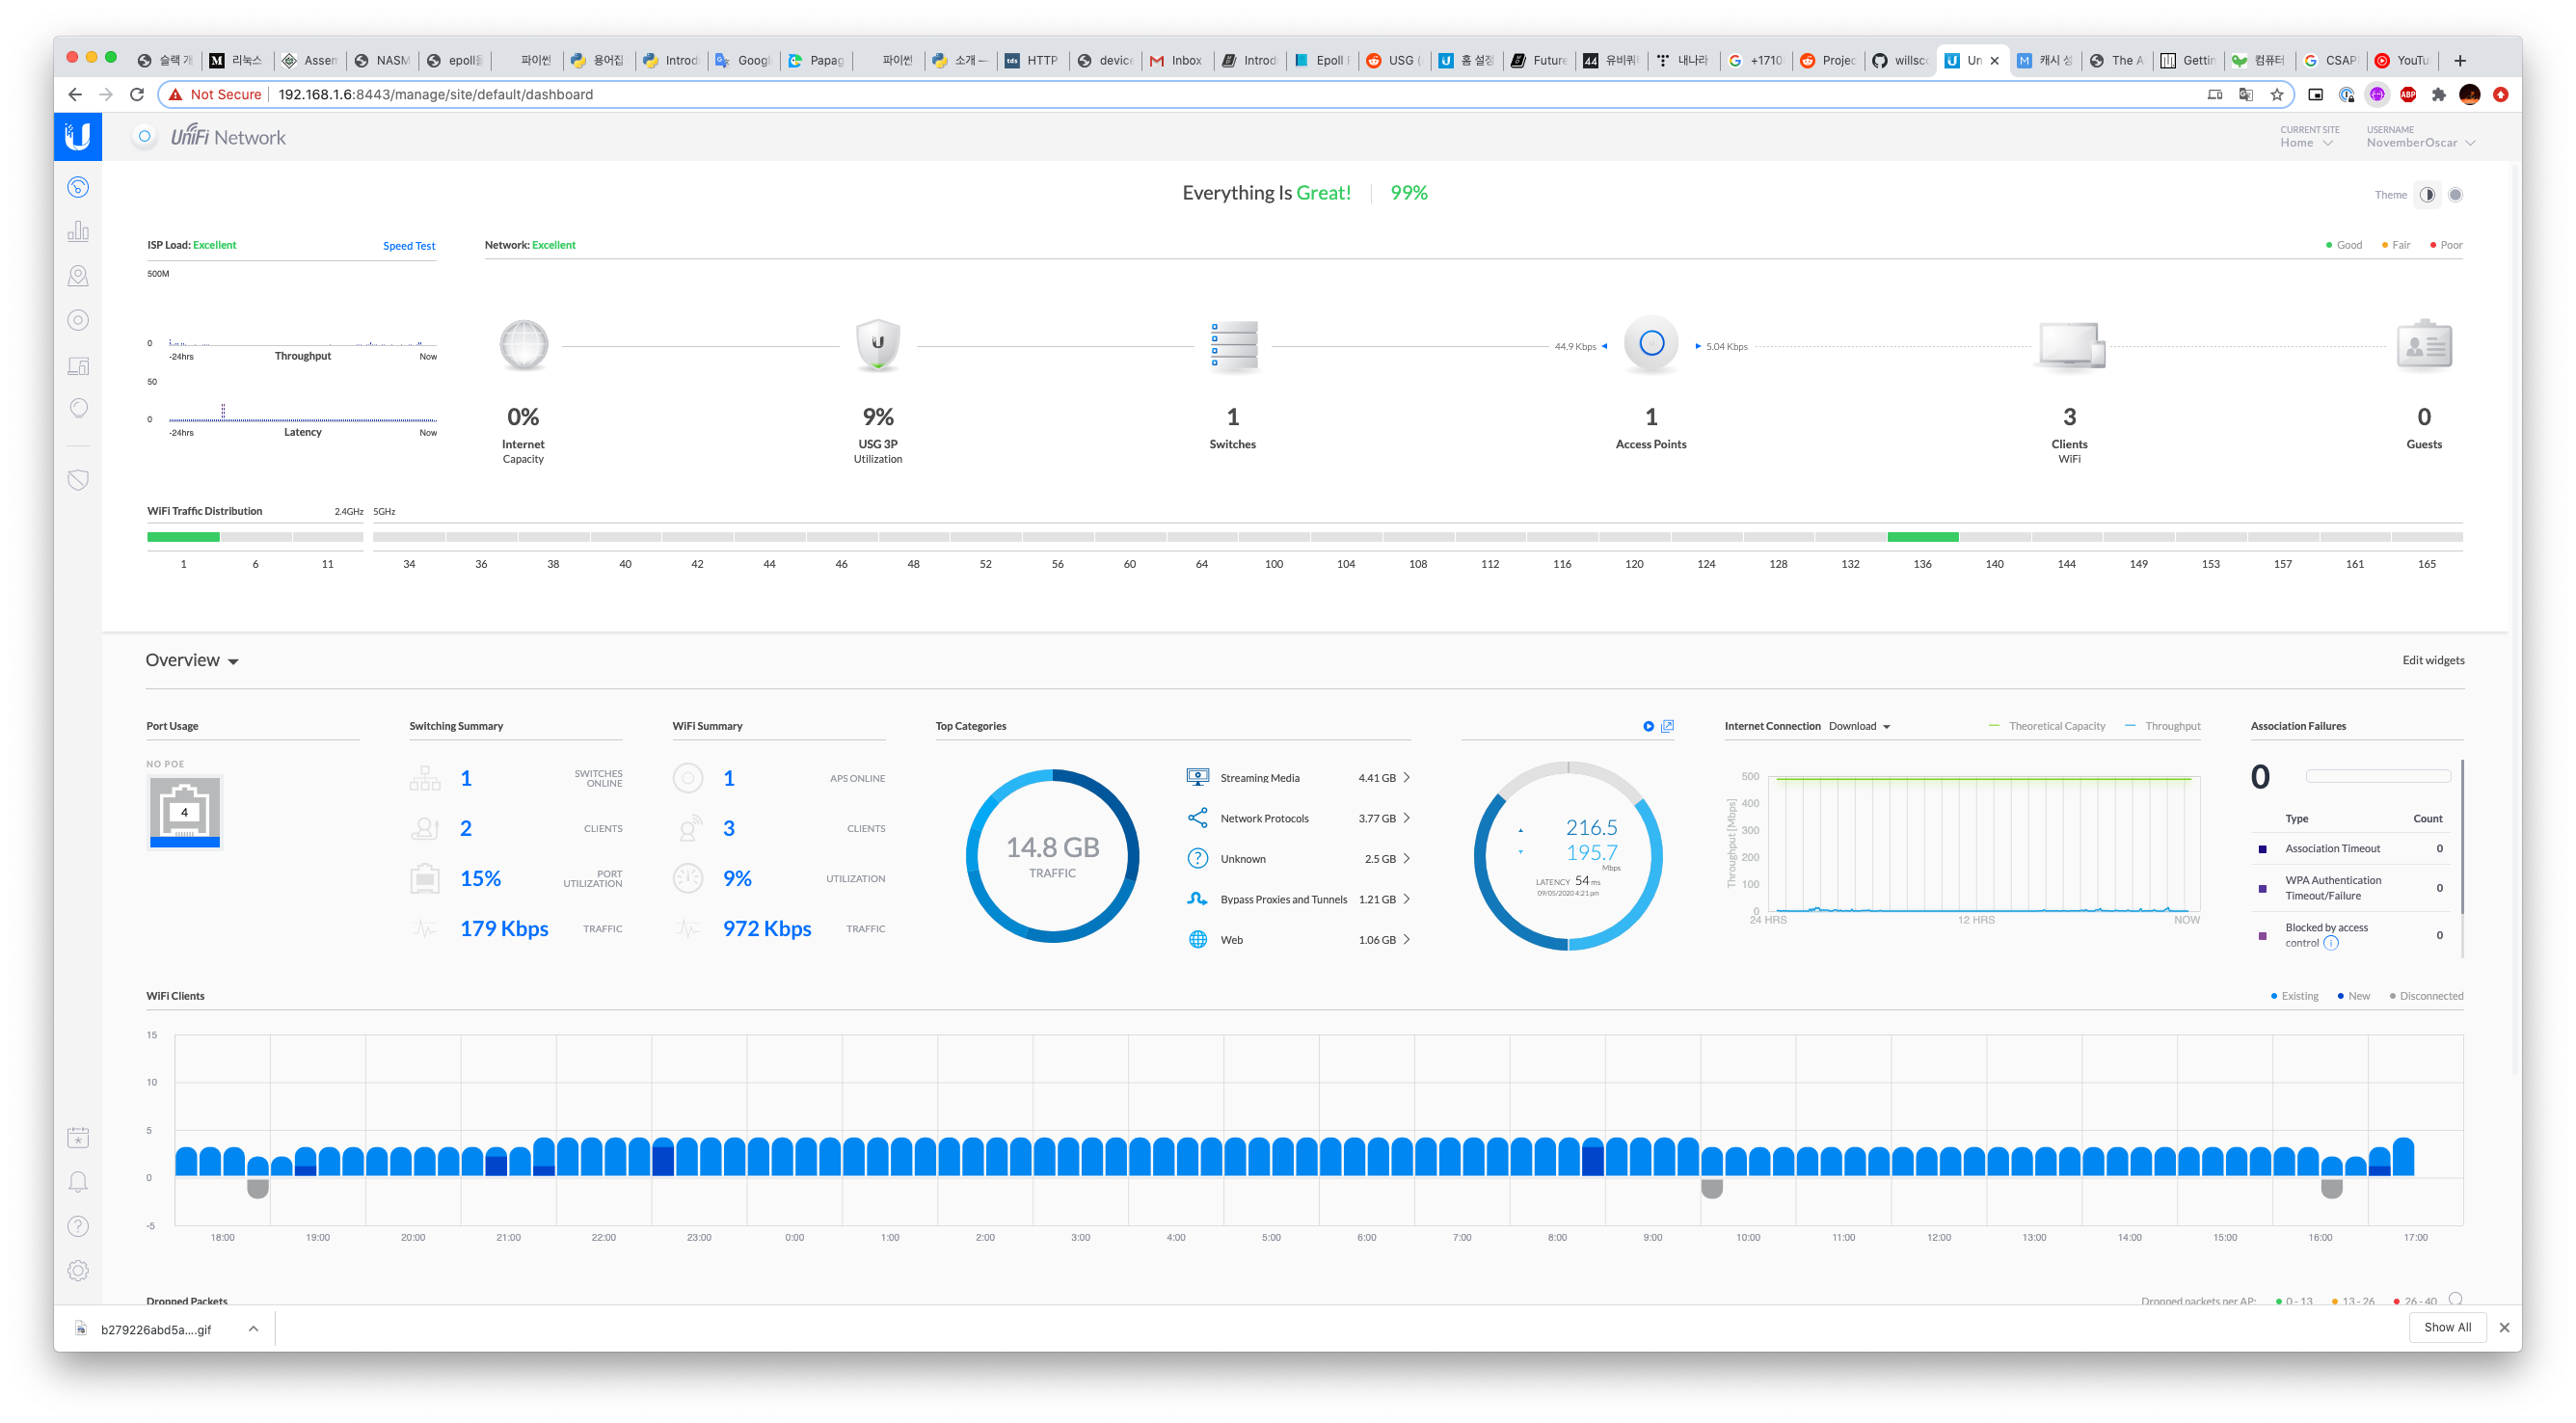 슬랙 개
리눅스
Assem
NASM
epoll을
파이썬
용어집
Introd
Googl
Papag
파이썬
소개 —
HTTP
device
Inbox
Introd
Epoll
USG (
홈 설정
Future
유비쿼
내나라
+1710
Projec
willsco
Un
캐시 성
The A
Gettin
컴퓨터
CSAPP
YouTu
Not Secure
192.168.1.6:8443/manage/site/default/dashboard
ABP
UniFi Network
CURRENT SITE
Home
USERNAME
NovemberOscar
Everything Is Great! 99%
Theme
ISP Load: Excellent
Speed Test
Network: Excellent
Good
Fair
Poor
500M
0
-24hrs
Throughput
Now
50
0
-24hrs
Latency
Now
44.9 Kbps
5.04 Kbps
0%
Internet
Capacity
9%
USG 3P
Utilization
1
Switches
1
Access Points
3
Clients
WiFi
0
Guests
WiFi Traffic Distribution
2.4GHz
5GHz
1 6 11 34 36 38 40 42 44 46 48 52 56 60 64 100 104 108 112 116 120 124 128 132 136 140 144 149 153 157 161 165
Overview
Edit widgets
Port Usage
NO POE
4
Switching Summary
1 SWITCHES ONLINE
2 CLIENTS
15% PORT UTILIZATION
179 Kbps TRAFFIC
WiFi Summary
1 APS ONLINE
3 CLIENTS
9% UTILIZATION
972 Kbps TRAFFIC
Top Categories
14.8 GB
TRAFFIC
Streaming Media 4.41 GB
Network Protocols 3.77 GB
Unknown 2.5 GB
Bypass Proxies and Tunnels 1.21 GB
Web 1.06 GB
216.5
195.7
Mbps
LATENCY 54 ms
09/05/2020 4:21 pm
Internet Connection Download
Theoretical Capacity
Throughput
Throughput [Mbps]
500
400
300
200
100
0
24 HRS
12 HRS
NOW
Association Failures
0
Type Count
Association Timeout 0
WPA Authentication
Timeout/Failure 0
Blocked by access
control 0
WiFi Clients
Existing
New
Disconnected
15
10
5
0
-5
18:00 19:00 20:00 21:00 22:00 23:00 0:00 1:00 2:00 3:00 4:00 5:00 6:00 7:00 8:00 9:00 10:00 11:00 12:00 13:00 14:00 15:00 16:00 17:00
Dropped Packets
Dropped packets per AP:
0 - 13
13 - 26
26 - 40
b279226abd5a....gif
Show All